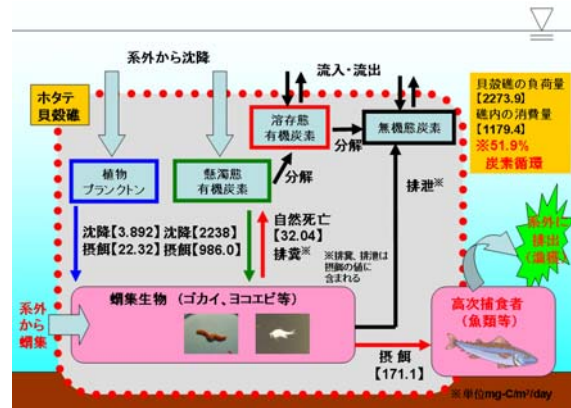 系外から沈降
流入・流出
ホタテ
貝殻礁
貝殻礁の負荷量
【2273.9】
礁内の消費量
【1179.4】
※51.9%
炭素循環
溶存態
有機炭素
無機態炭素
分解
植物
プランクトン
懸濁態
有機炭素
分解
排泄※
沈降【3.892】
摂餌【22.32】
沈降【2238】
摂餌【986.0】
自然死亡
【32.04】
排糞※
※排糞、排泄は
摂餌の値に
含まれる
系外に
排出
(漁獲)
系外
から
蝟集
蝟集生物（ゴカイ、ヨコエビ等）
高次捕食者
（魚類等）
摂 餌
【171.1】
※単位mg-C/m²/day